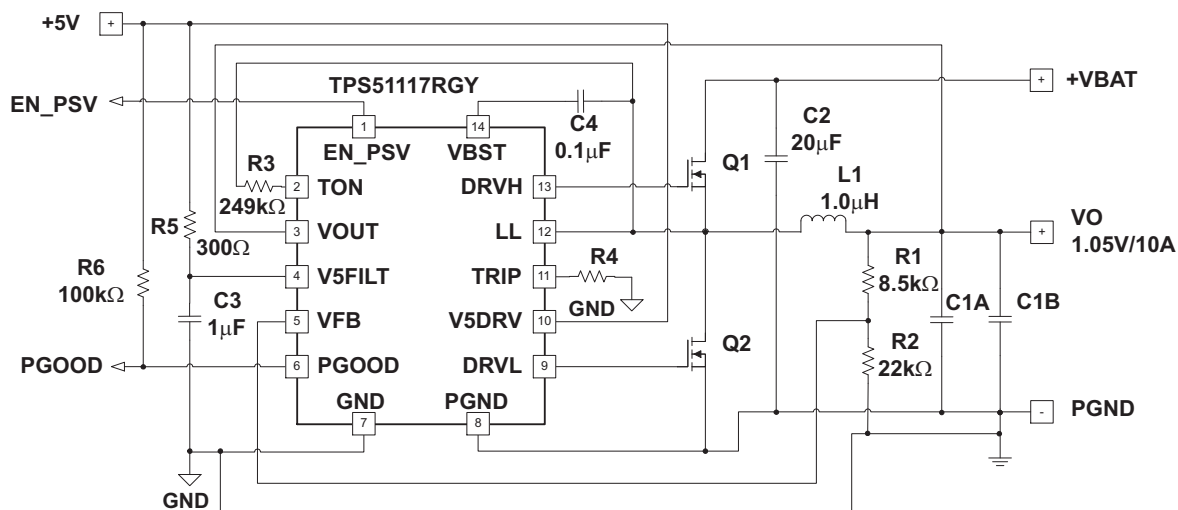 +5V
+
TPS51117RGY
+
+VBAT
EN_PSV
C4
0.1μF
C2
20μF
1
14
EN_PSV
VBST
Q1
R3
249kΩ
2
TON
DRVH
13
L1
1.0μH
R5
300Ω
3
VOUT
LL
12
+
VO
1.05V/10A
R6
100kΩ
4
V5FILT
TRIP
11
R4
GND
R1
8.5kΩ
C3
1μF
5
VFB
V5DRV
10
C1A
C1B
Q2
R2
22kΩ
PGOOD
6
PGOOD
DRVL
9
GND
PGND
7
8
-
PGND
GND